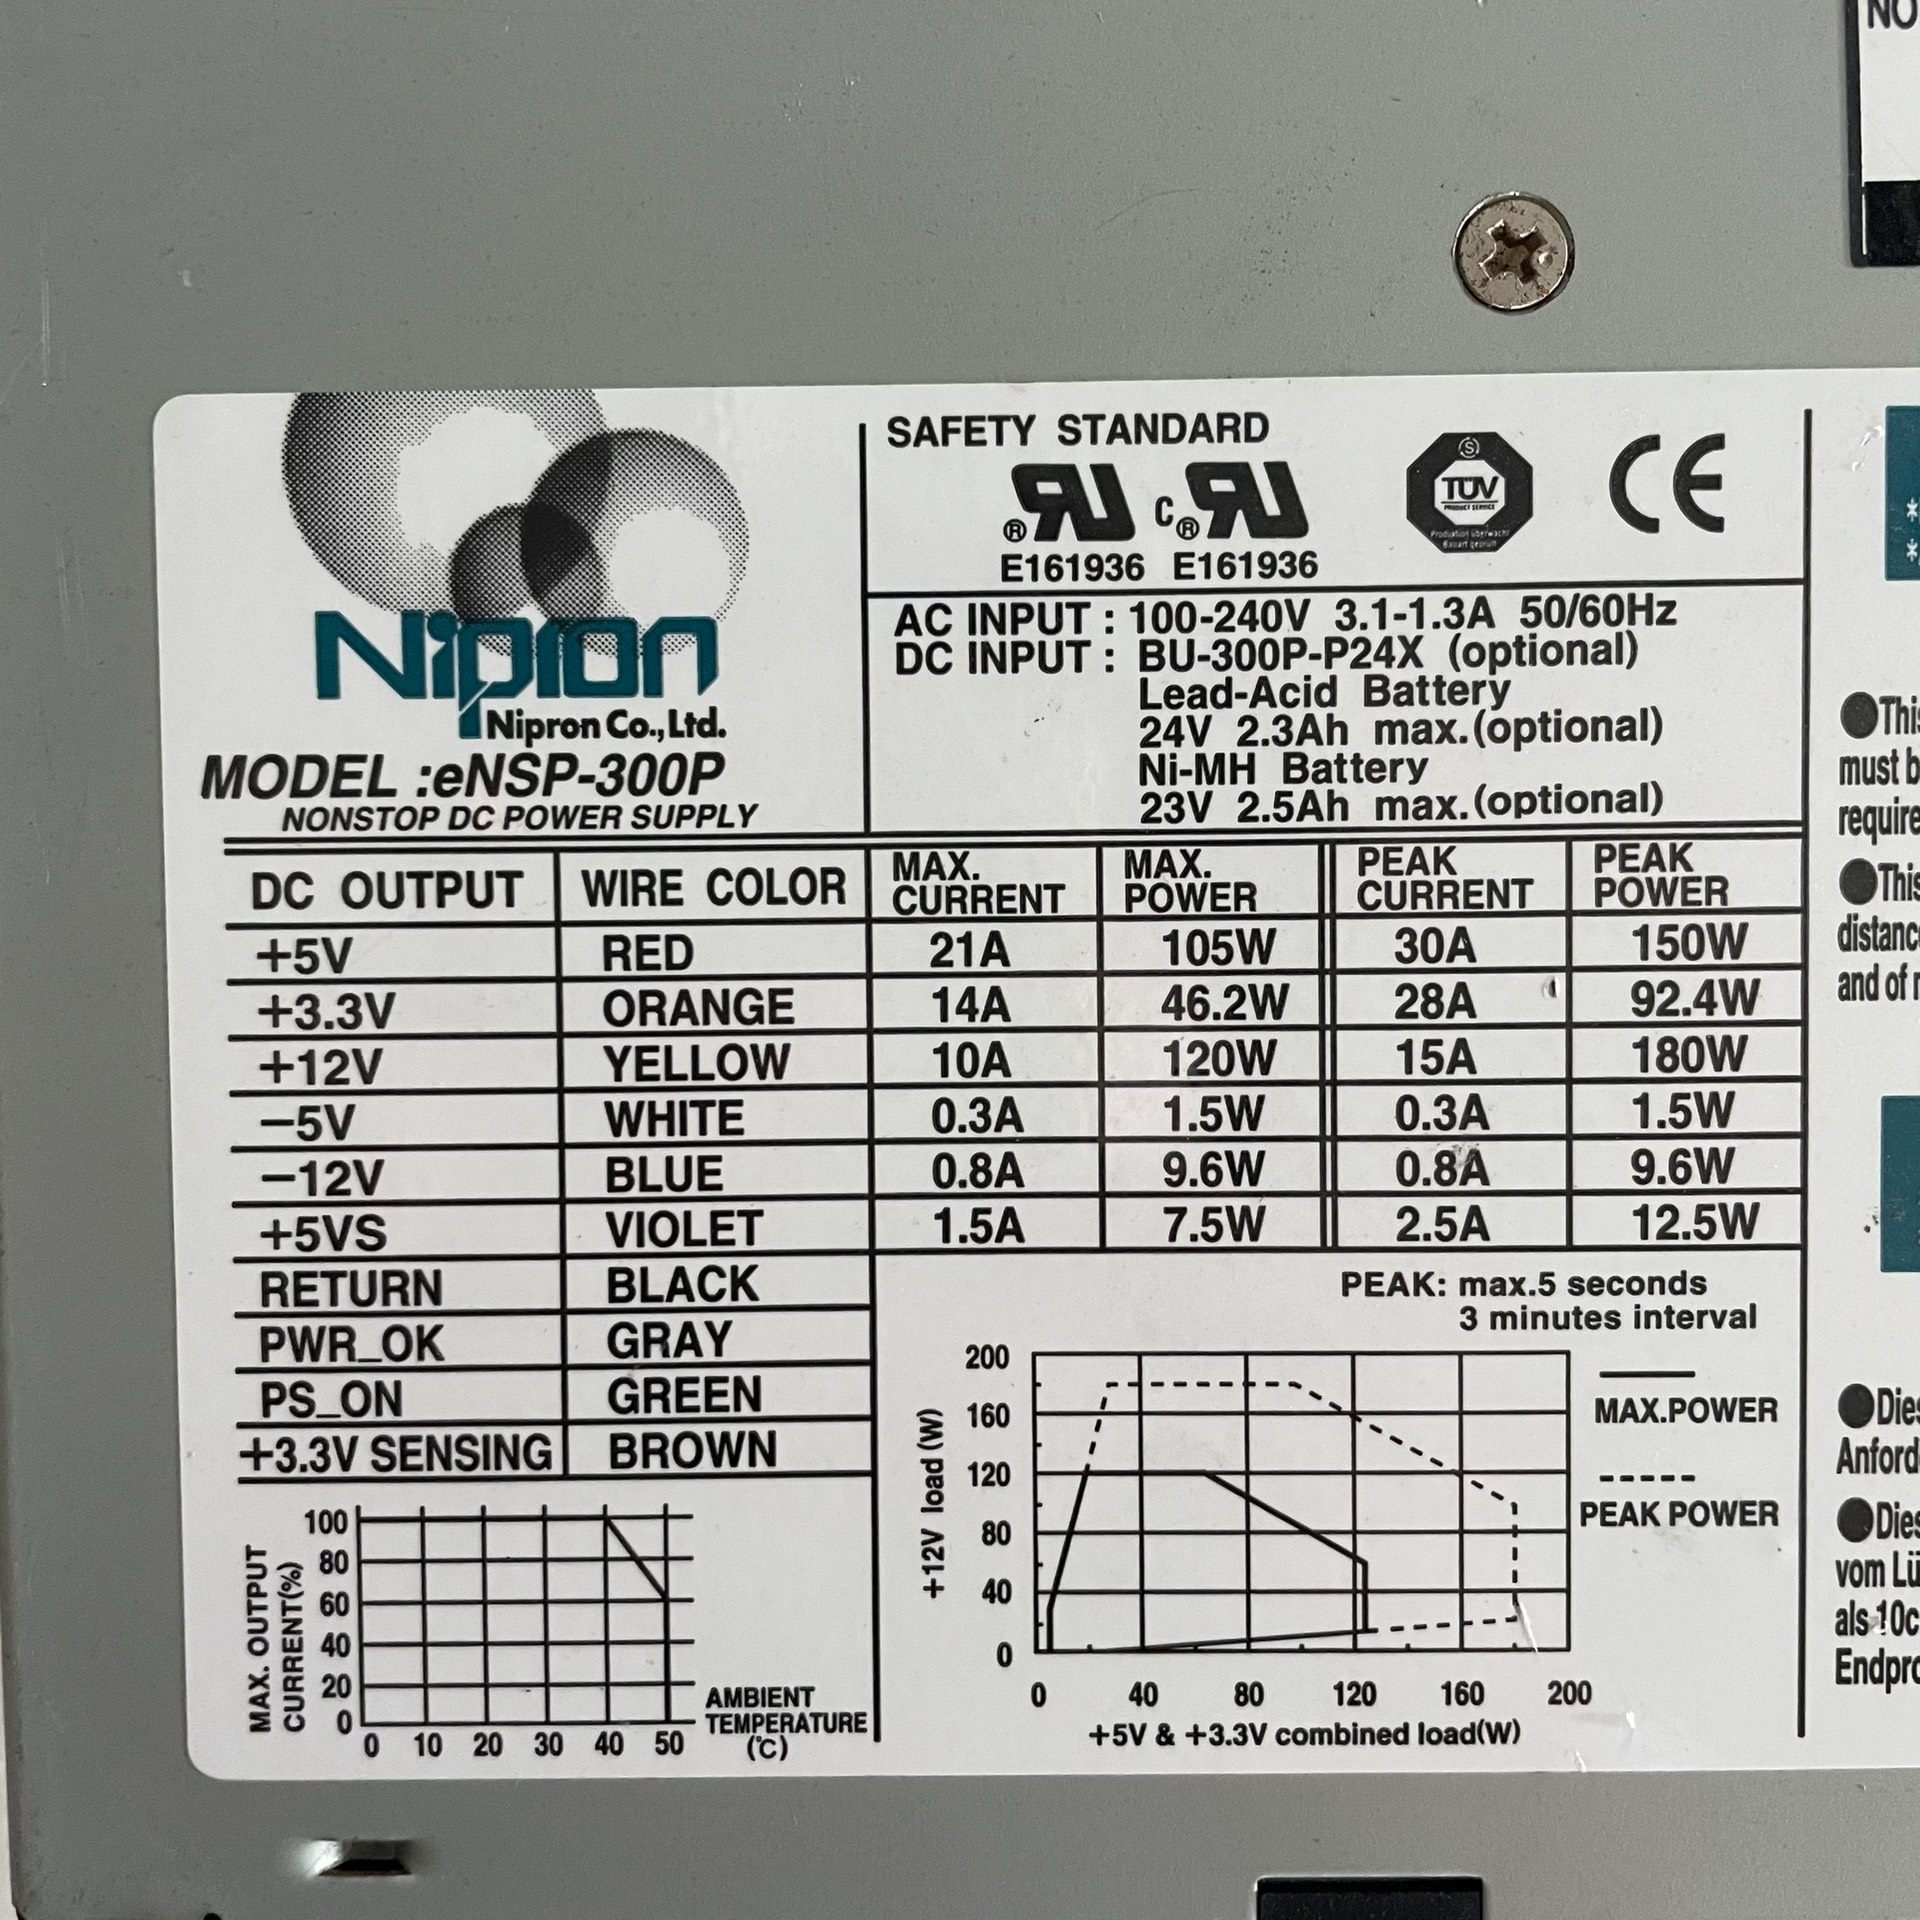 NO
Nipron
Nipron Co.,Ltd.
MODEL :eNSP-300P
NONSTOP DC POWER SUPPLY
SAFETY STANDARD
E161936 E161936
TÜV
PRODUCT SERVICE
CE
AC INPUT : 100-240V 3.1-1.3A 50/60Hz
DC INPUT : BU-300P-P24X (optional)
Lead-Acid Battery
24V 2.3Ah max.(optional)
Ni-MH Battery
23V 2.5Ah max.(optional)
DC OUTPUT WIRE COLOR MAX. CURRENT MAX. POWER PEAK CURRENT PEAK POWER
+5V RED 21A 105W 30A 150W
+3.3V ORANGE 14A 46.2W 28A 92.4W
+12V YELLOW 10A 120W 15A 180W
−5V WHITE 0.3A 1.5W 0.3A 1.5W
−12V BLUE 0.8A 9.6W 0.8A 9.6W
+5VS VIOLET 1.5A 7.5W 2.5A 12.5W
RETURN BLACK
PWR_OK GRAY
PS_ON GREEN
+3.3V SENSING BROWN
PEAK: max.5 seconds
3 minutes interval
MAX. OUTPUT
CURRENT(%)
100
80
60
40
20
0
0 10 20 30 40 50
AMBIENT
TEMPERATURE
(℃)
+12V load (W)
200
160
120
80
40
0
0 40 80 120 160 200
+5V & +3.3V combined load(W)
MAX.POWER
PEAK POWER
*
*
●This
must b
require
●This
distanc
and of
●Dies
Anford
●Dies
vom Lü
als 10c
Endpro